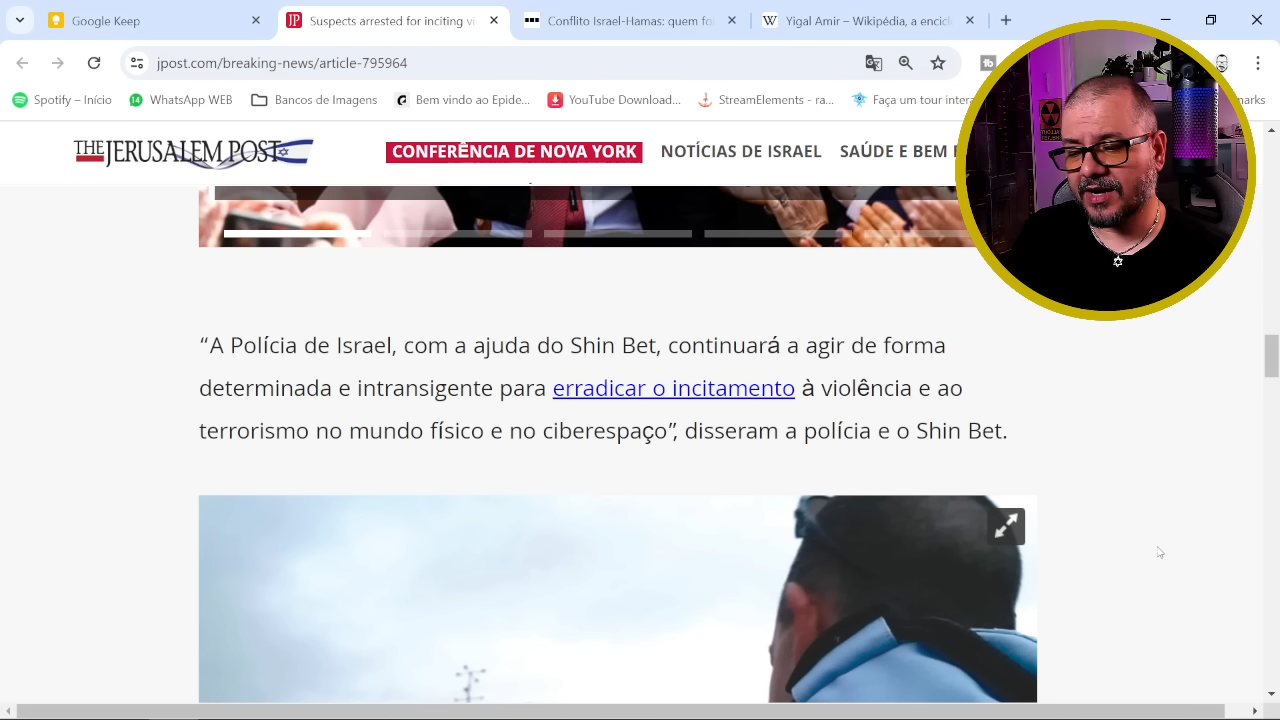 Google Keep
Suspects arrested for inciting vi
Conflito Israel-Hamas: quem fo
Yigal Amir – Wikipédia, a encicl
jpost.com/breaking-news/article-795964
Spotify – Início
WhatsApp WEB
Bancos de Imagens
Bem vindo ao Epide...
YouTube Download...
StreamElements - ra...
Faça um tour intera
marks
THE JERUSALEM POST
CONFERÊNCIA DE NOVA YORK
NOTÍCIAS DE ISRAEL
SAÚDE E BEM
“A Polícia de Israel, com a ajuda do Shin Bet, continuará a agir de forma
determinada e intransigente para erradicar o incitamento à violência e ao
terrorismo no mundo físico e no ciberespaço”, disseram a polícia e o Shin Bet.